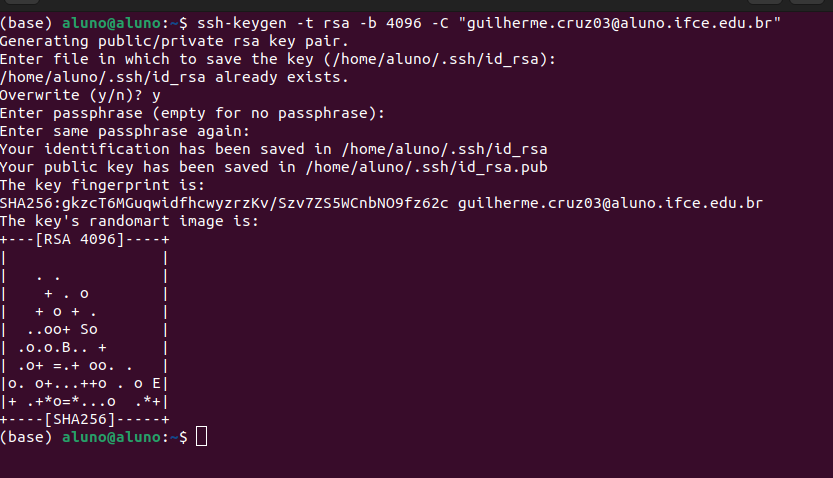 (base) aluno@aluno:~$ ssh-keygen -t rsa -b 4096 -C "guilherme.cruz03@aluno.ifce.edu.br"
Generating public/private rsa key pair.
Enter file in which to save the key (/home/aluno/.ssh/id_rsa):
/home/aluno/.ssh/id_rsa already exists.
Overwrite (y/n)? y
Enter passphrase (empty for no passphrase):
Enter same passphrase again:
Your identification has been saved in /home/aluno/.ssh/id_rsa
Your public key has been saved in /home/aluno/.ssh/id_rsa.pub
The key fingerprint is:
SHA256:gkzcT6MGuqwidfhcwyzrzKv/Szv7ZS5WCnbNO9fz62c guilherme.cruz03@aluno.ifce.edu.br
The key's randomart image is:
+---[RSA 4096]----+
|                 |
|   . .           |
|    + . o        |
|   + o + .       |
|  ..oo+ So       |
| .o.o.B.. +      |
| .o+ =.+ oo. .   |
|o. o+...++o . o E|
|+ .+*o=*...o  .*+|
+----[SHA256]-----+
(base) aluno@aluno:~$